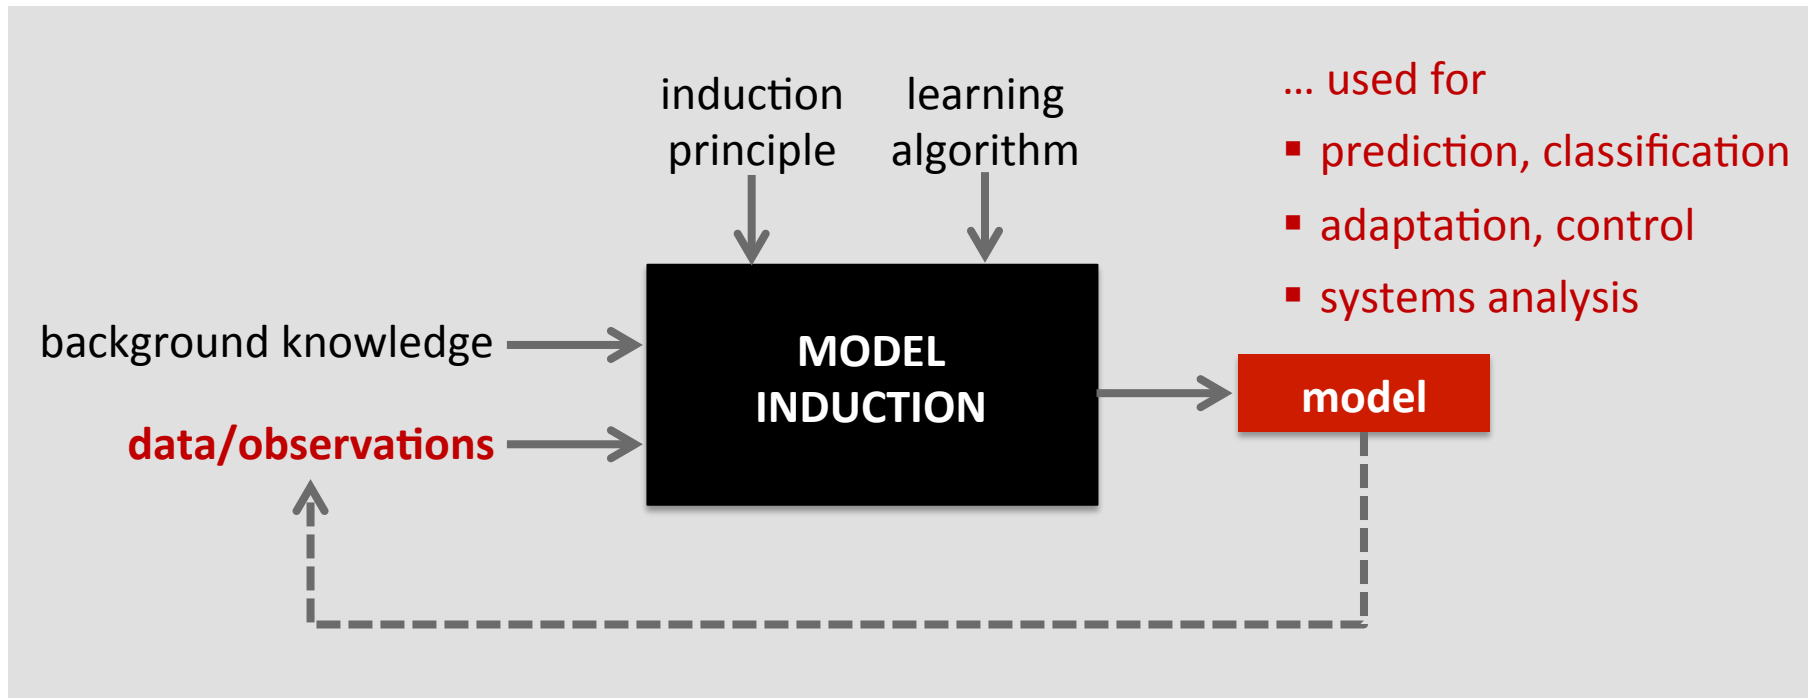 induction
principle
learning
algorithm
... used for
▪ prediction, classification
▪ adaptation, control
▪ systems analysis
background knowledge
data/observations
MODEL
INDUCTION
model